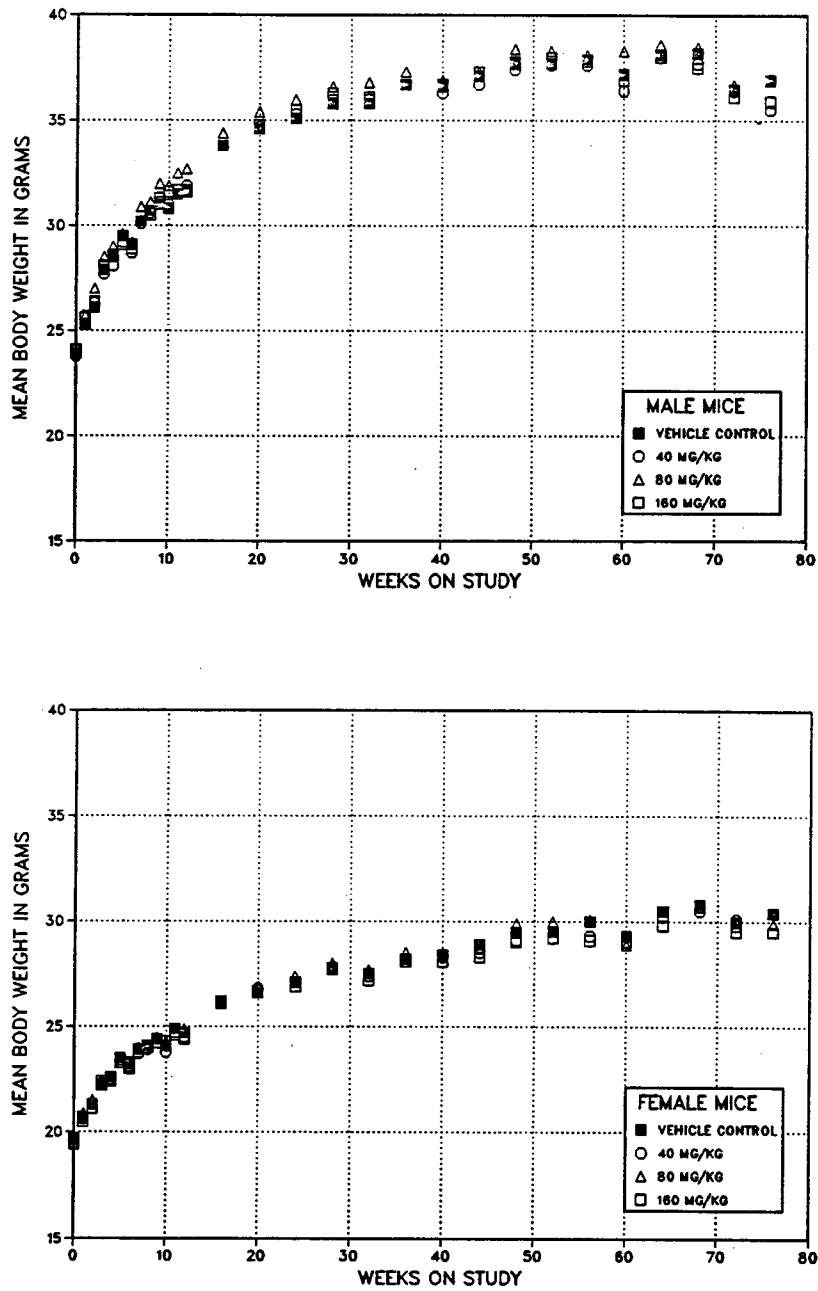 40
35
30
25
20
15
MEAN BODY WEIGHT IN GRAMS
MALE MICE
VEHICLE CONTROL
40 MG/KG
80 MG/KG
160 MG/KG
0 10 20 30 40 50 60 70 80
WEEKS ON STUDY
40
35
30
25
20
15
MEAN BODY WEIGHT IN GRAMS
FEMALE MICE
VEHICLE CONTROL
40 MG/KG
80 MG/KG
160 MG/KG
0 10 20 30 40 50 60 70 80
WEEKS ON STUDY